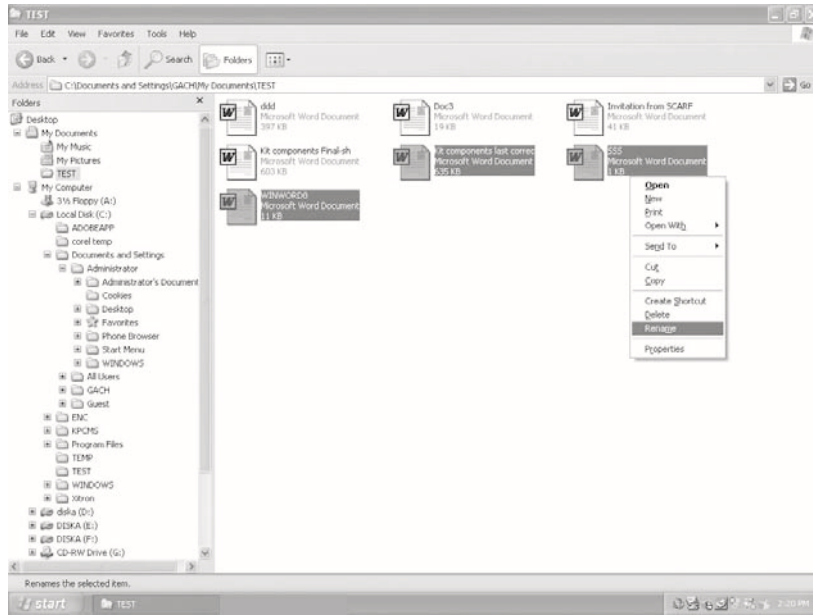 TEST
File Edit View Favorites Tools Help
Back Search Folders
Address C:\Documents and Settings\GACH\My Documents\TEST Go
Folders
Desktop
My Documents
My Music
My Pictures
TEST
My Computer
3½ Floppy (A:)
Local Disk (C:)
ADOBEAPP
corel temp
Documents and Settings
Administrator
Administrator's Document
Cookies
Desktop
Favorites
Phone Browser
Start Menu
WINDOWS
All Users
GACH
Guest
ENC
KPCMS
Program Files
TEMP
TEST
WINDOWS
Xitron
diska (D:)
DISKA (E:)
DISKA (F:)
CD-RW Drive (G:)
ddd
Microsoft Word Document
397 KB
Doc3
Microsoft Word Document
19 KB
Invitation from SCARF
Microsoft Word Document
41 KB
Kit components Final-sh
Microsoft Word Document
603 KB
Kit components last correc
Microsoft Word Document
635 KB
SSS
Microsoft Word Document
1 KB
WINWORD8
Microsoft Word Document
11 KB
Open
New
Print
Open With
Send To
Cut
Copy
Create Shortcut
Delete
Rename
Properties
Renames the selected item.
start TEST 2:20 PM